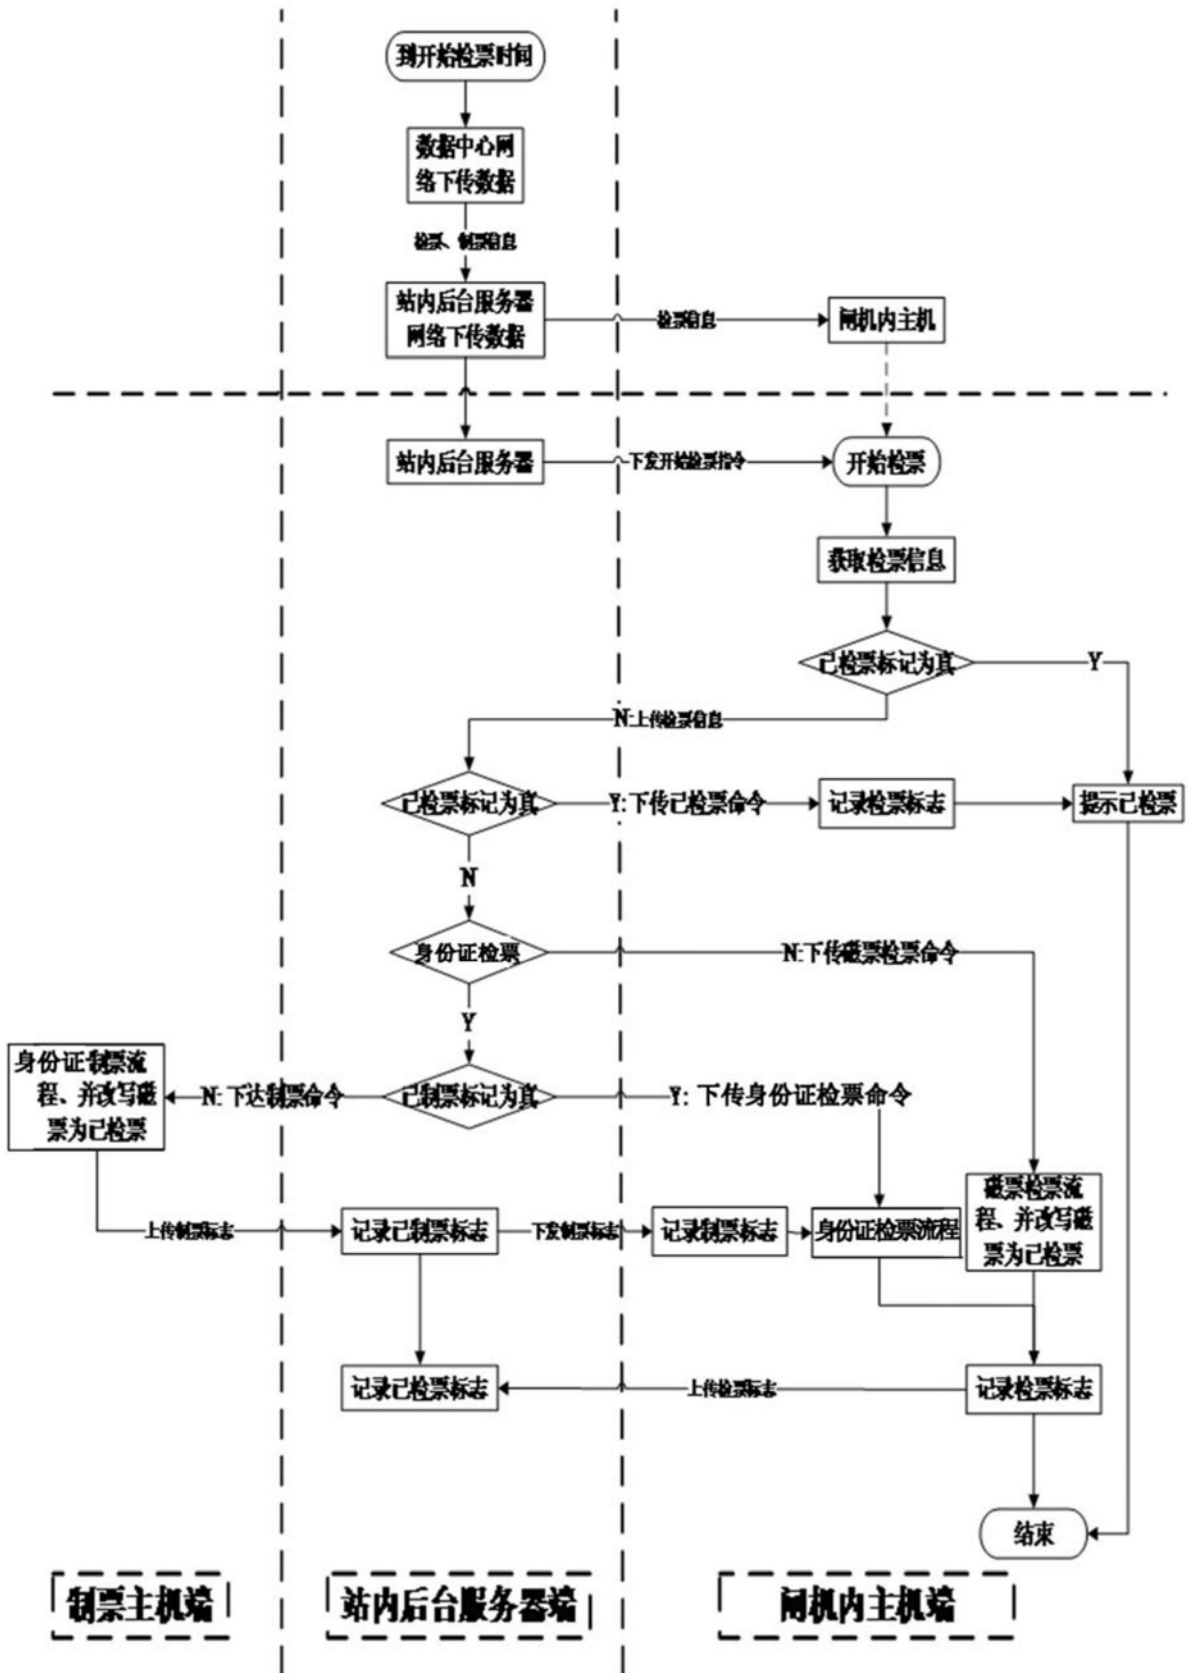 到开始检票时间
数据中心网
络下传数据
检票、制票信息
站内后台服务器
网络下传数据
检票信息
闸机内主机
站内后台服务器
下发开始检票指令
开始检票
获取检票信息
已检票标记为真
Y
N:上传检票信息
已检票标记为真
Y: 下传已检票命令
记录检票标志
提示已检票
N
身份证检票
N:下传磁票检票命令
Y
身份证制票流
程、并改写磁
票为已检票
N: 下达制票命令
已制票标记为真
Y: 下传身份证检票命令
上传制票标志
记录已制票标志
下发制票标志
记录制票标志
身份证检票流程
磁票检票流
程、并改写磁
票为已检票
记录已检票标志
上传检票标志
记录检票标志
结束
制票主机端
站内后台服务器端
闸机内主机端